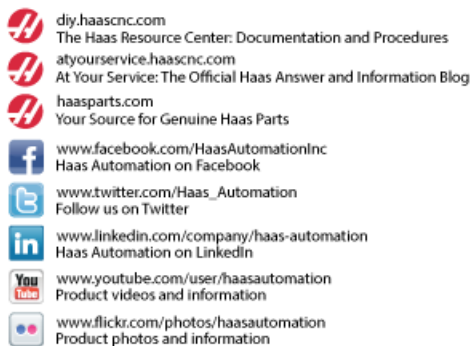 diy.haascnc.com
The Haas Resource Center: Documentation and Procedures
atyourservice.haascnc.com
At Your Service: The Official Haas Answer and Information Blog
haasparts.com
Your Source for Genuine Haas Parts
www.facebook.com/HaasAutomationInc
Haas Automation on Facebook
www.twitter.com/Haas_Automation
Follow us on Twitter
www.linkedin.com/company/haas-automation
Haas Automation on LinkedIn
You
Tube
www.youtube.com/user/haasautomation
Product videos and information
www.flickr.com/photos/haasautomation
Product photos and information